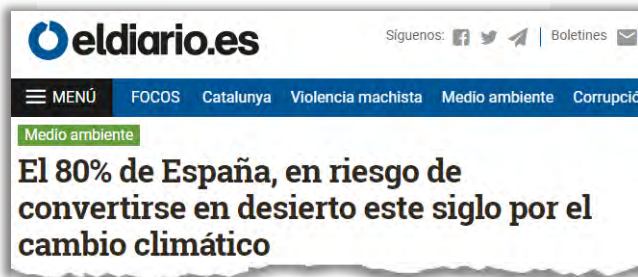 eldiario.es
Síguenos:
Boletines
MENÚ
FOCOS
Catalunya
Violencia machista
Medio ambiente
Corrupció
Medio ambiente
El 80% de España, en riesgo de
convertirse en desierto este siglo por el
cambio climático